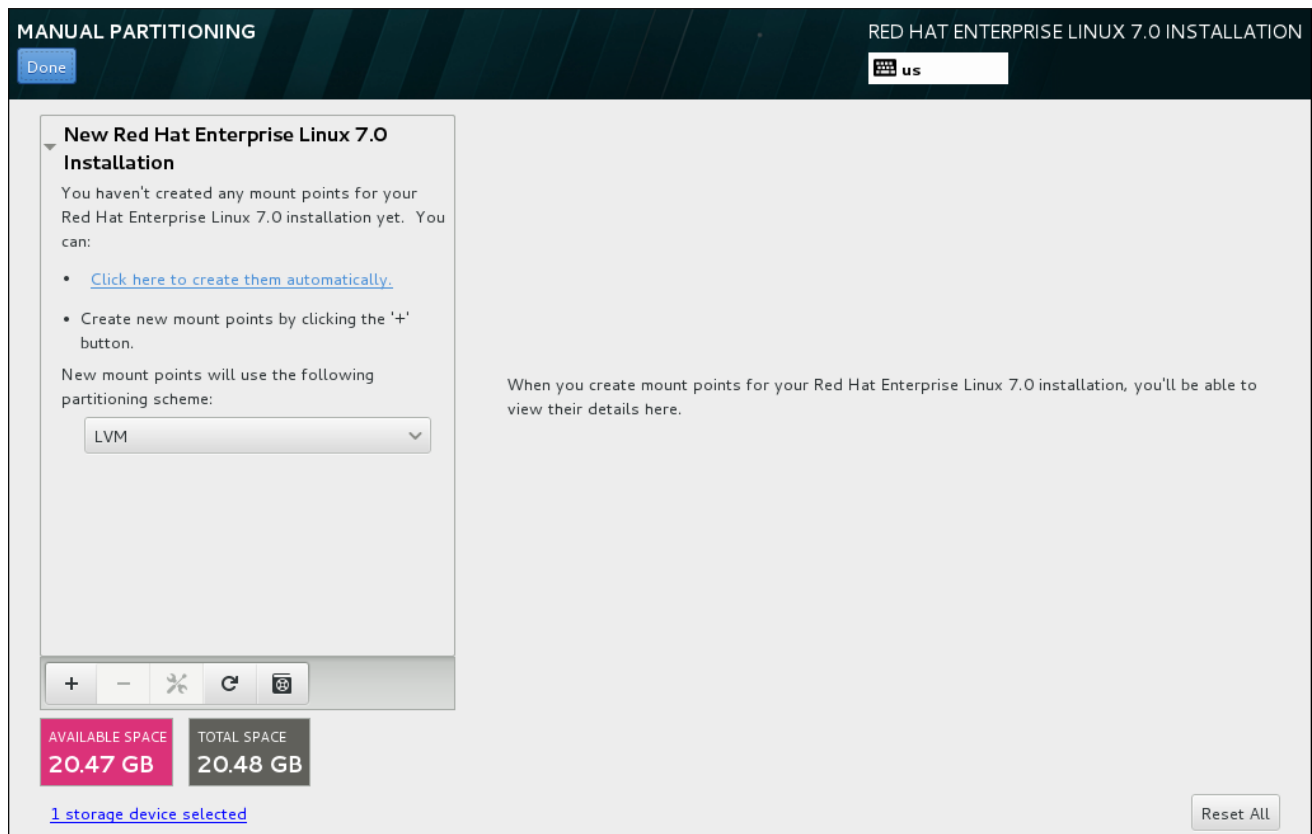 MANUAL PARTITIONING
RED HAT ENTERPRISE LINUX 7.0 INSTALLATION
Done
us
New Red Hat Enterprise Linux 7.0
Installation
You haven't created any mount points for your
Red Hat Enterprise Linux 7.0 installation yet.  You
can:
• Click here to create them automatically.
• Create new mount points by clicking the '+'
button.
New mount points will use the following
partitioning scheme:
LVM
When you create mount points for your Red Hat Enterprise Linux 7.0 installation, you'll be able to
view their details here.
+ −
AVAILABLE SPACE
20.47 GB
TOTAL SPACE
20.48 GB
1 storage device selected
Reset All